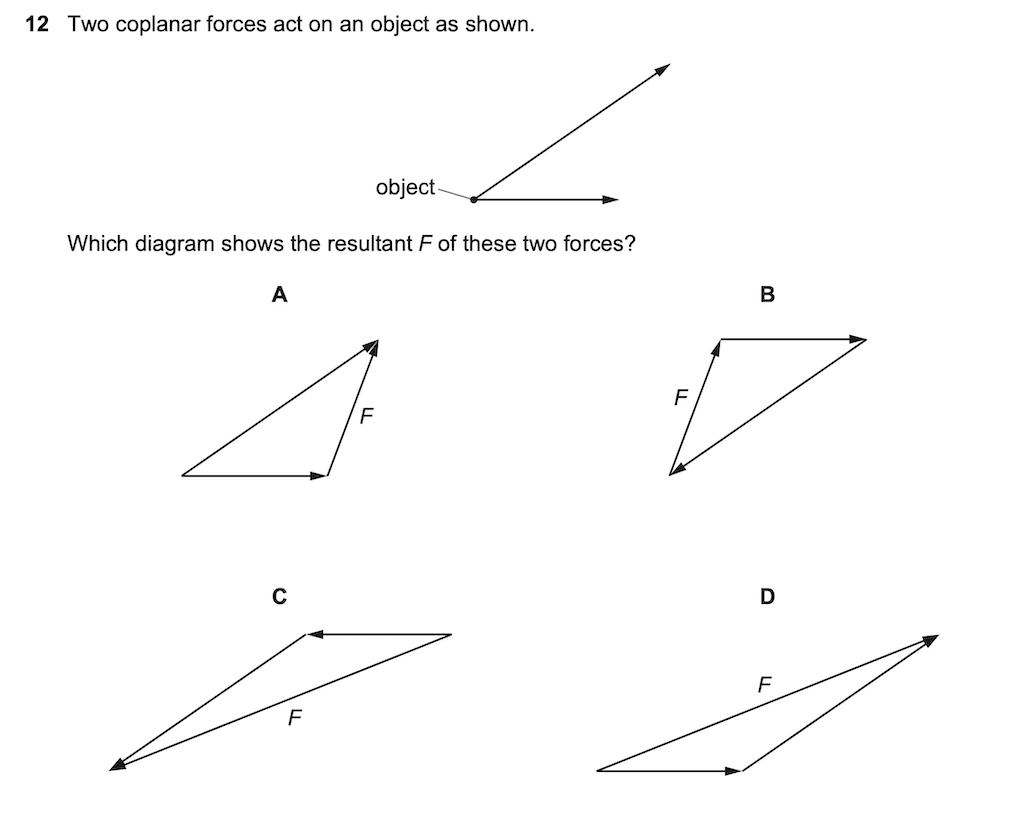 12 Two coplanar forces act on an object as shown.
object
Which diagram shows the resultant F of these two forces?
A
B
F
F
C
D
F
F